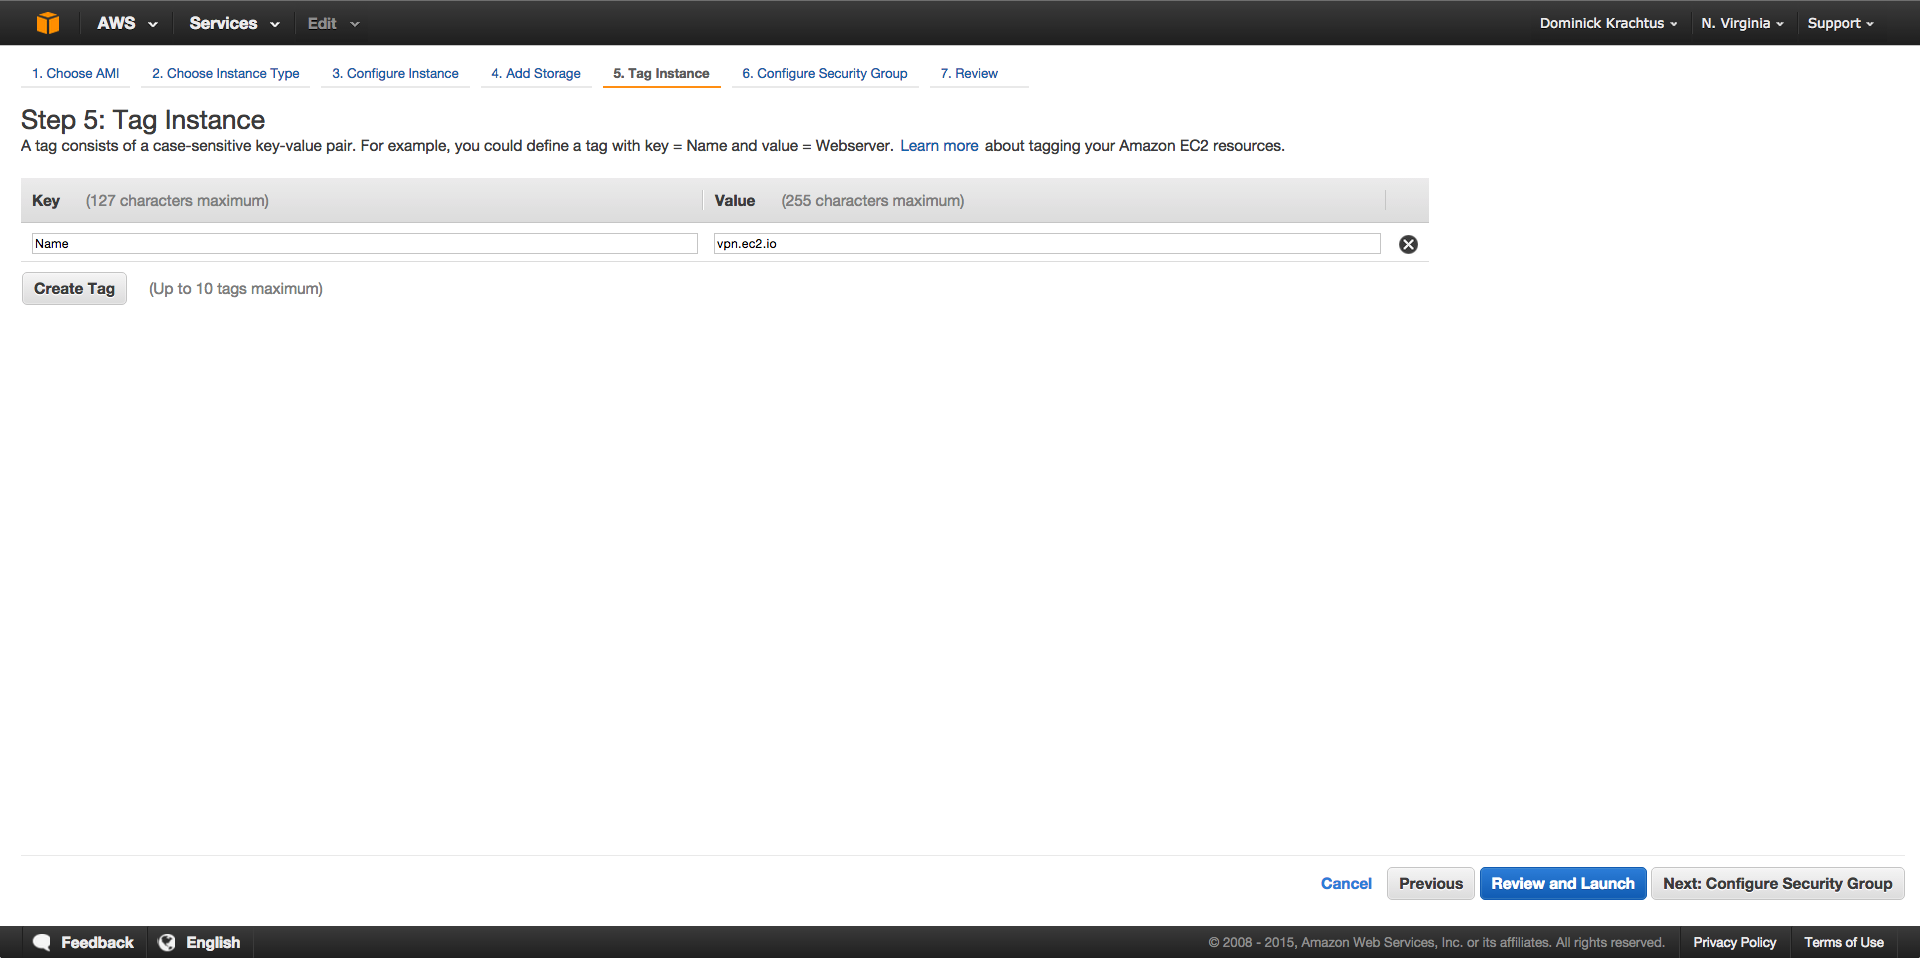 AWS Services Edit Dominick Krachtus N. Virginia Support
1. Choose AMI 2. Choose Instance Type 3. Configure Instance 4. Add Storage 5. Tag Instance 6. Configure Security Group 7. Review
Step 5: Tag Instance
A tag consists of a case-sensitive key-value pair. For example, you could define a tag with key = Name and value = Webserver. Learn more about tagging your Amazon EC2 resources.
Key (127 characters maximum) Value (255 characters maximum)
Name vpn.ec2.io
Create Tag (Up to 10 tags maximum)
Cancel Previous Review and Launch Next: Configure Security Group
Feedback English © 2008 - 2015, Amazon Web Services, Inc. or its affiliates. All rights reserved. Privacy Policy Terms of Use